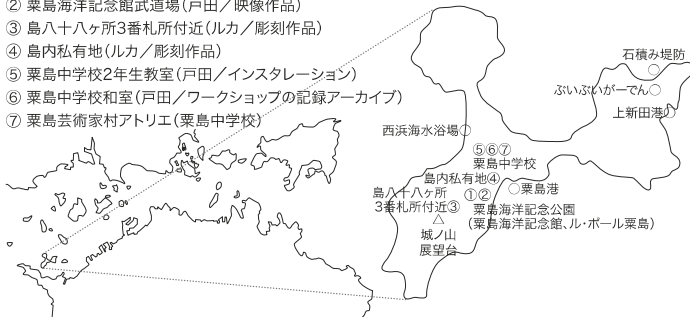 ② 粟島海洋記念館武道場（戸田／映像作品）
③ 島八十八ヶ所3番札所付近（ルカ／彫刻作品）
④ 島内私有地（ルカ／彫刻作品）
⑤ 粟島中学校2年生教室（戸田／インスタレーション）
⑥ 粟島中学校和室（戸田／ワークショップの記録アーカイブ）
⑦ 粟島芸術家村アトリエ（粟島中学校）
石積み堤防
ぶいぶいがーでん
上新田港
西浜海水浴場
⑤⑥⑦
粟島中学校
島内私有地④
島八十八ヶ所
3番札所付近③
①②
粟島港
粟島海洋記念公園
（粟島海洋記念館、ル・ポール粟島）
城ノ山
展望台